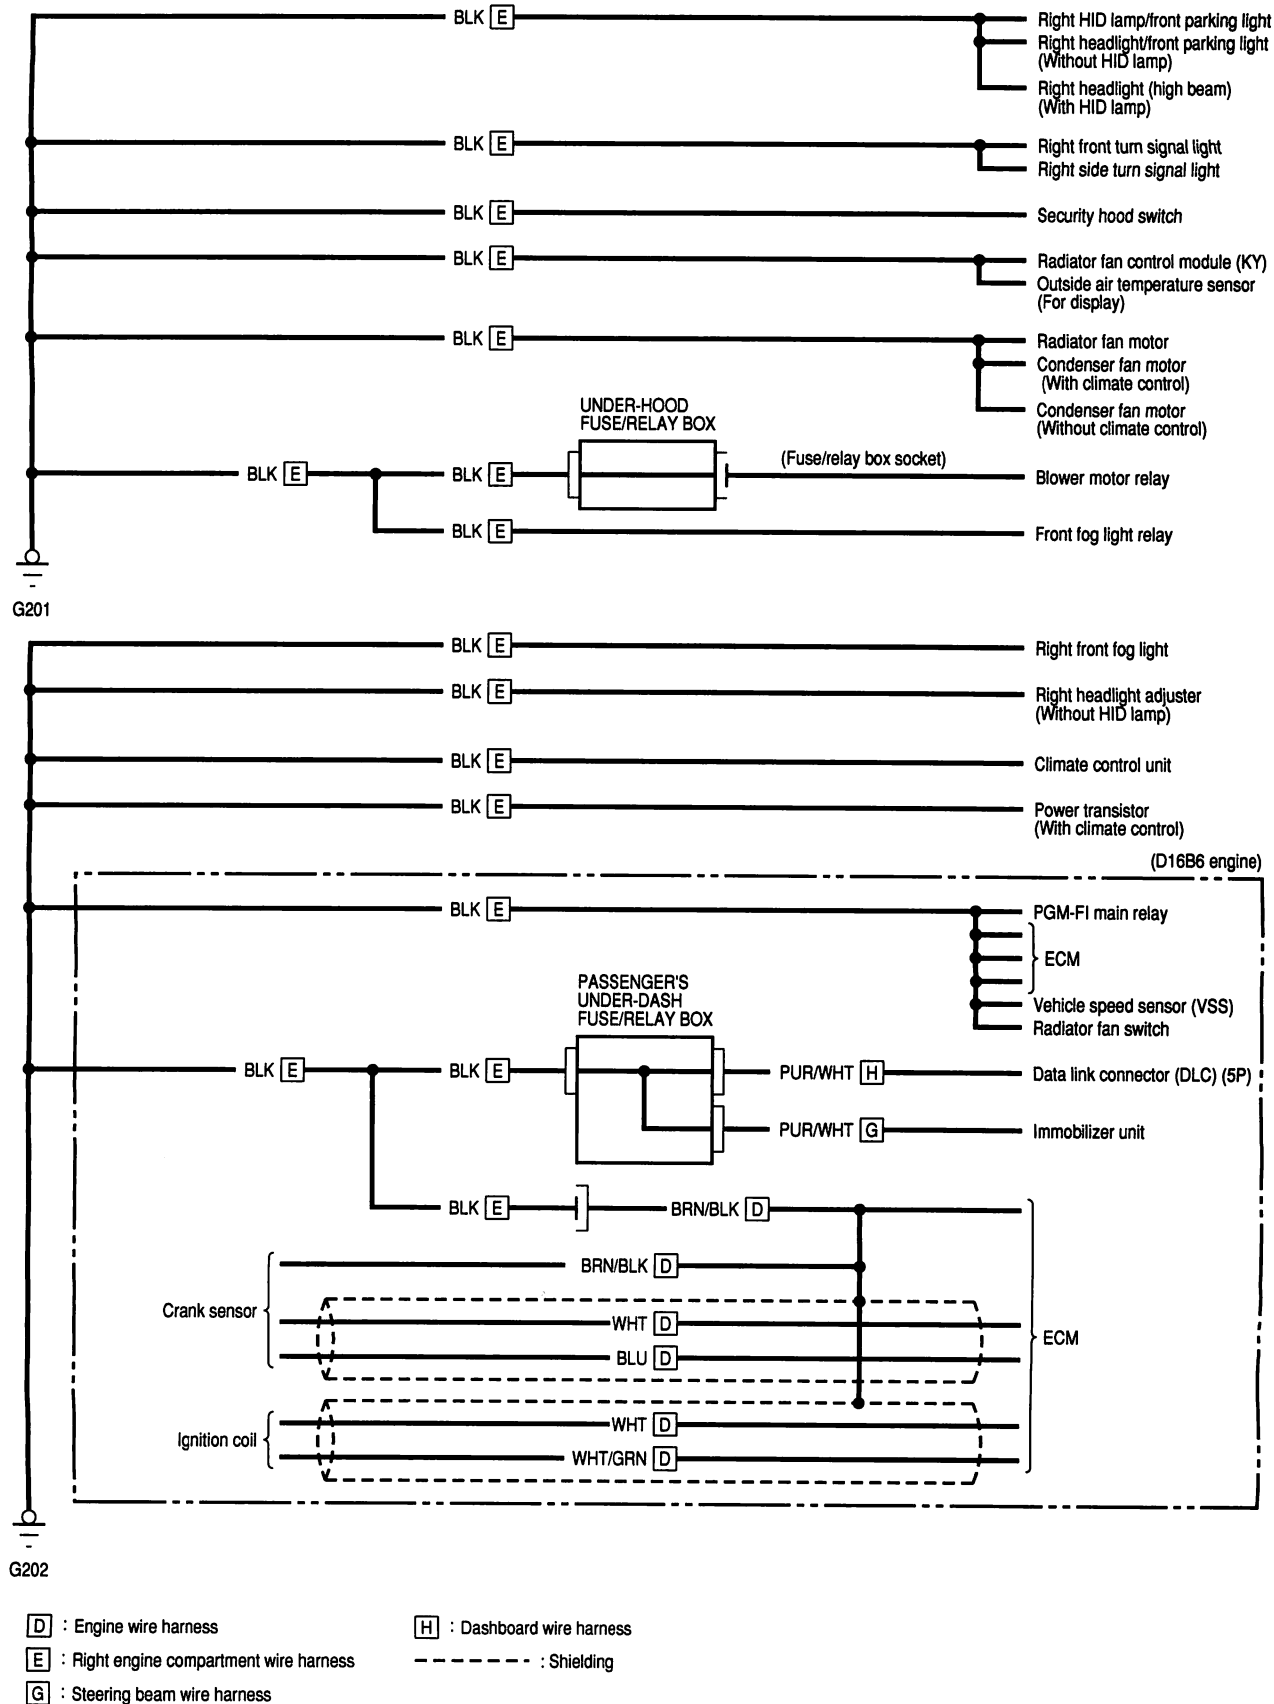 BLK E Right HID lamp/front parking light
Right headlight/front parking light
(Without HID lamp)
Right headlight (high beam)
(With HID lamp)
BLK E Right front turn signal light
Right side turn signal light
BLK E Security hood switch
BLK E Radiator fan control module (KY)
Outside air temperature sensor
(For display)
BLK E Radiator fan motor
Condenser fan motor
(With climate control)
Condenser fan motor
(Without climate control)
UNDER-HOOD
FUSE/RELAY BOX
(Fuse/relay box socket)
BLK E BLK E Blower motor relay
BLK E Front fog light relay
G201
BLK E Right front fog light
BLK E Right headlight adjuster
(Without HID lamp)
BLK E Climate control unit
BLK E Power transistor
(With climate control)
(D16B6 engine)
BLK E PGM-FI main relay
ECM
Vehicle speed sensor (VSS)
Radiator fan switch
PASSENGER'S
UNDER-DASH
FUSE/RELAY BOX
BLK E BLK E PUR/WHT H Data link connector (DLC) (5P)
PUR/WHT G Immobilizer unit
BLK E BRN/BLK D
BRN/BLK D
Crank sensor
WHT D
ECM
BLU D
WHT D
Ignition coil
WHT/GRN D
G202
D : Engine wire harness
H : Dashboard wire harness
E : Right engine compartment wire harness
: Shielding
G : Steering beam wire harness